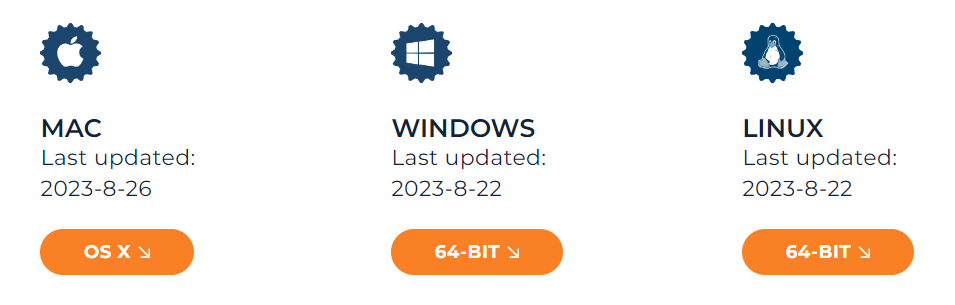 MAC
Last updated:
2023-8-26
OS X ↘
WINDOWS
Last updated:
2023-8-22
64-BIT ↘
LINUX
Last updated:
2023-8-22
64-BIT ↘